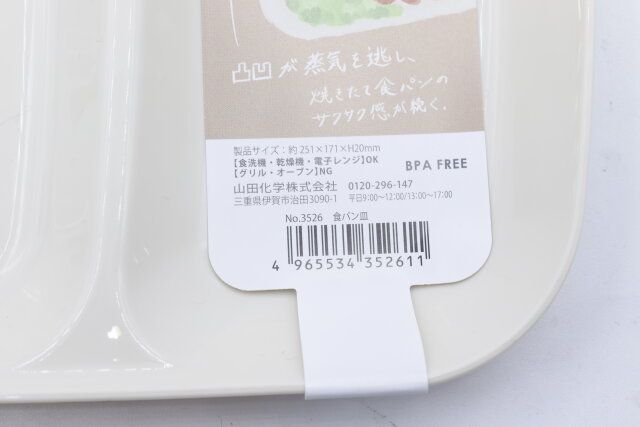 凸凹が蒸気を逃し、
焼きたて食パンの
サクサク感が続く.
製品サイズ：約 251×171×H20mm
【食洗機・乾燥機・電子レンジ】OK
【グリル・オーブン】NG
BPA FREE
山田化学株式会社 0120-296-147
三重県伊賀市治田3090-1 平日9:00～12:00/13:00～17:00
No.3526 食パン皿
4 965534 352611